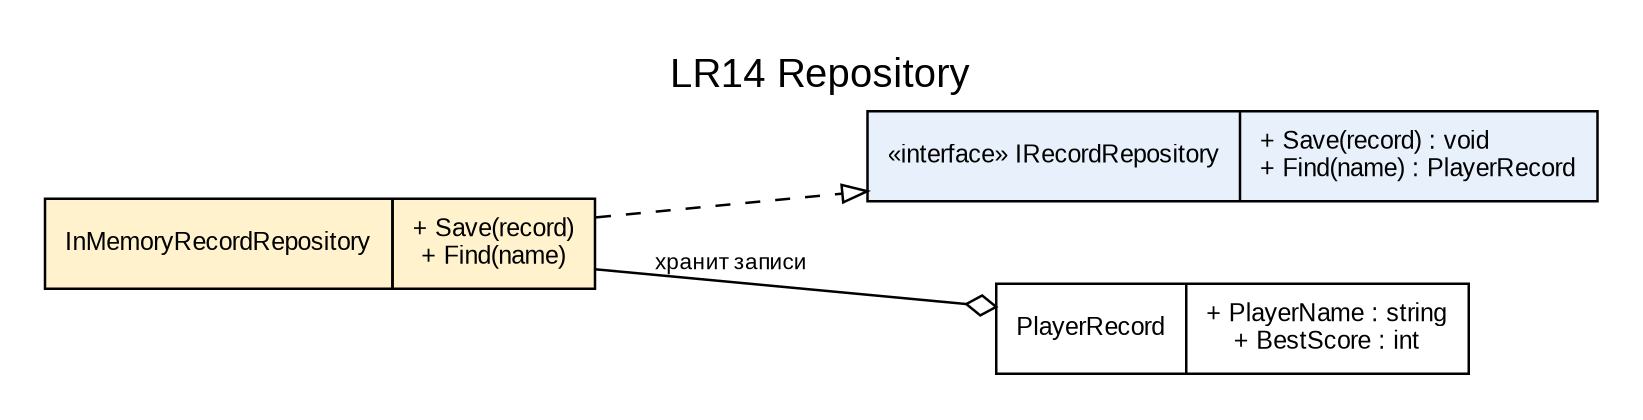 LR14 Repository
«interface» IRecordRepository
+ Save(record) : void
+ Find(name) : PlayerRecord
InMemoryRecordRepository
+ Save(record)
+ Find(name)
хранит записи
PlayerRecord
+ PlayerName : string
+ BestScore : int